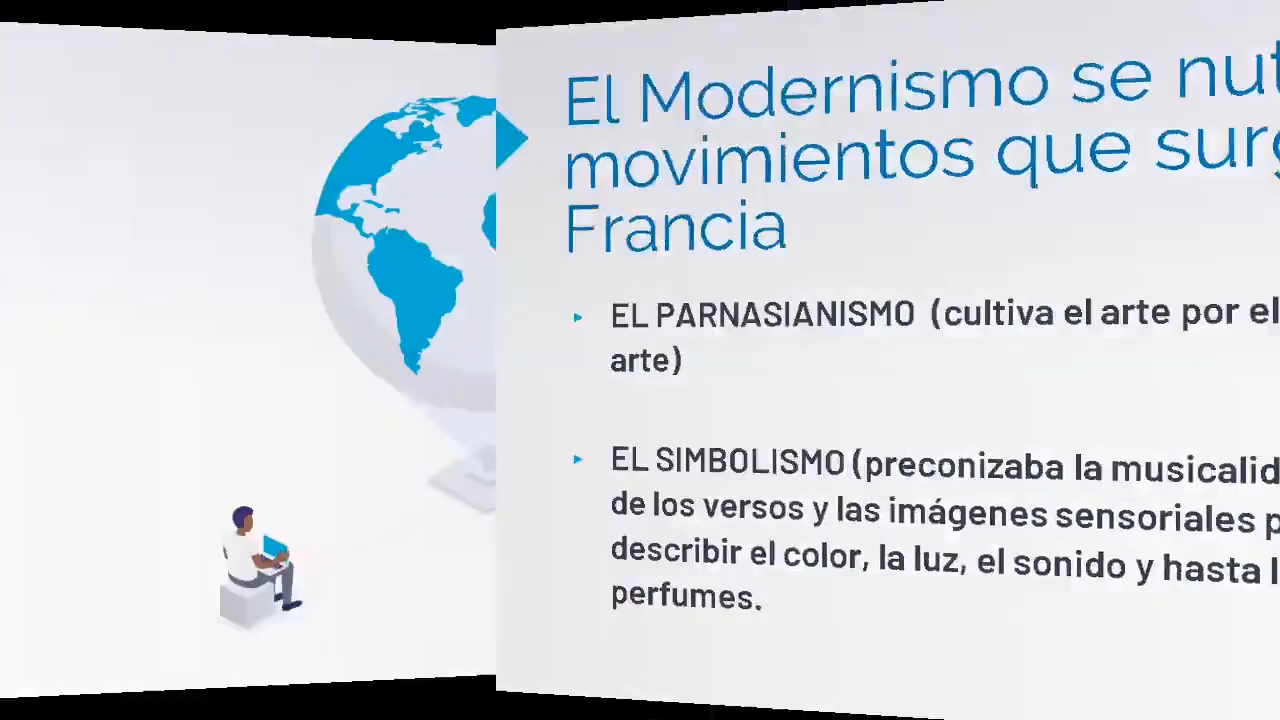 El Modernismo se nut
movimientos que surg
Francia
EL PARNASIANISMO (cultiva el arte por el
arte)
EL SIMBOLISMO (preconizaba la musicalid
de los versos y las imágenes sensoriales p
describir el color, la luz, el sonido y hasta l
perfumes.